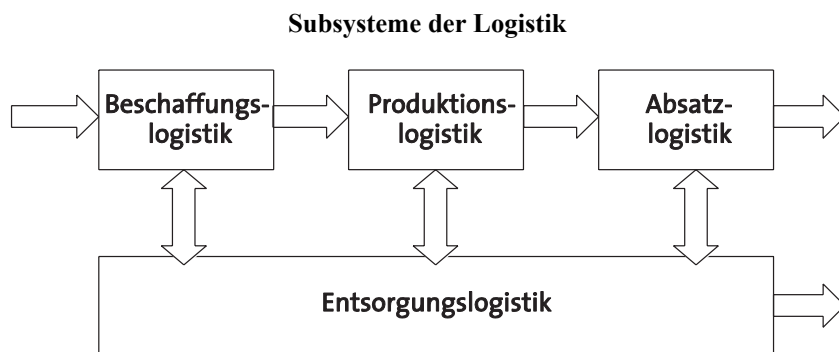 Subsysteme der Logistik
Beschaffungs-
logistik
Produktions-
logistik
Absatz-
logistik
Entsorgungslogistik